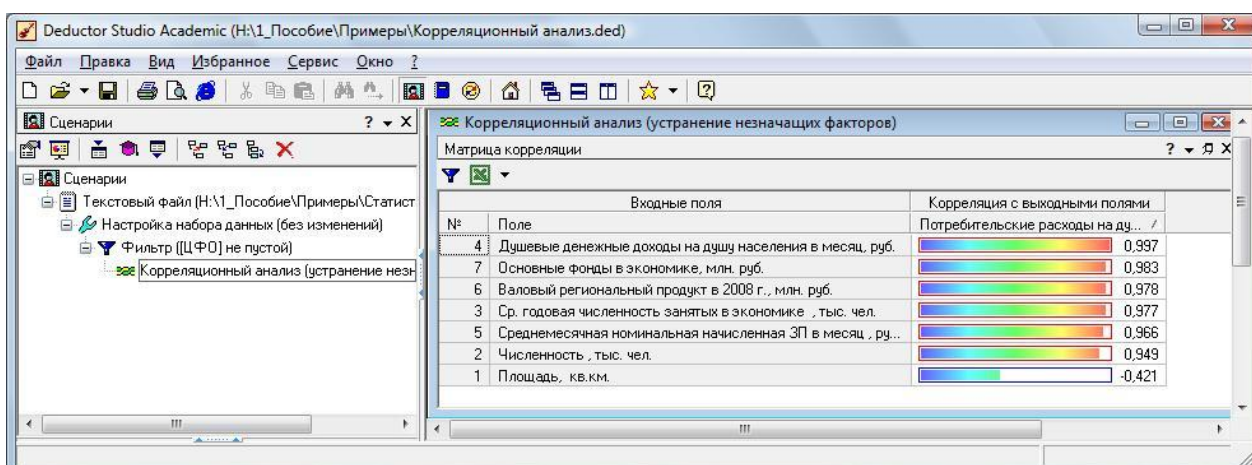 Deductor Studio Academic (H:\1_Пособие\Примеры\Корреляционный анализ.ded)
Файл Правка Вид Избранное Сервис Окно ?
Сценарии
Корреляционный анализ (устранение незначащих факторов)
Матрица корреляции
Сценарии
Текстовый файл (H:\1_Пособие\Примеры\Статист
Настройка набора данных (без изменений)
Фильтр ([ЦФО] не пустой)
Корреляционный анализ (устранение незн
Входные поля Корреляция с выходными полями
№ Поле Потребительские расходы на ду... /
4 Душевые денежные доходы на душу населения в месяц, руб. 0,997
7 Основные фонды в экономике, млн. руб. 0,983
6 Валовый региональный продукт в 2008 г., млн. руб. 0,978
3 Ср. годовая численность занятых в экономике , тыс. чел. 0,977
5 Среднемесячная номинальная начисленная ЗП в месяц , ру... 0,966
2 Численность , тыс. чел. 0,949
1 Площадь, кв.км. -0,421